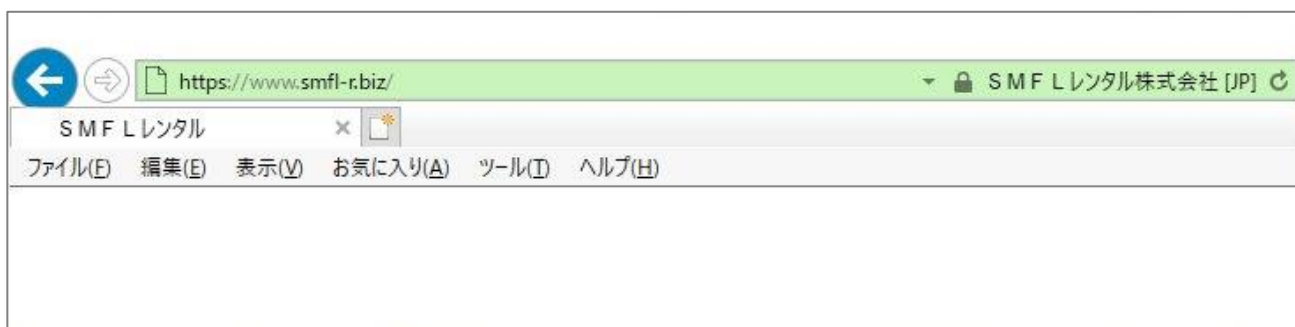 https://www.smfl-r.biz/ ＳＭＦＬレンタル株式会社 [JP]
ＳＭＦＬレンタル
ファイル(F) 編集(E) 表示(V) お気に入り(A) ツール(T) ヘルプ(H)